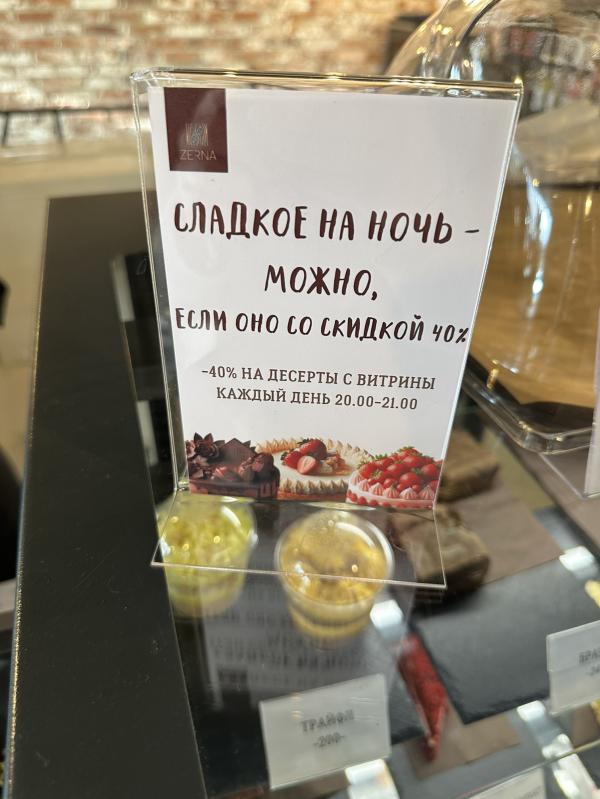 ZERNA
СЛАДКОЕ НА НОЧЬ -
МОЖНО,
ЕСЛИ ОНО СО СКИДКОЙ 40%
-40% НА ДЕСЕРТЫ С ВИТРИНЫ
КАЖДЫЙ ДЕНЬ 20.00-21.00
ТРАЙФЛ
-200-